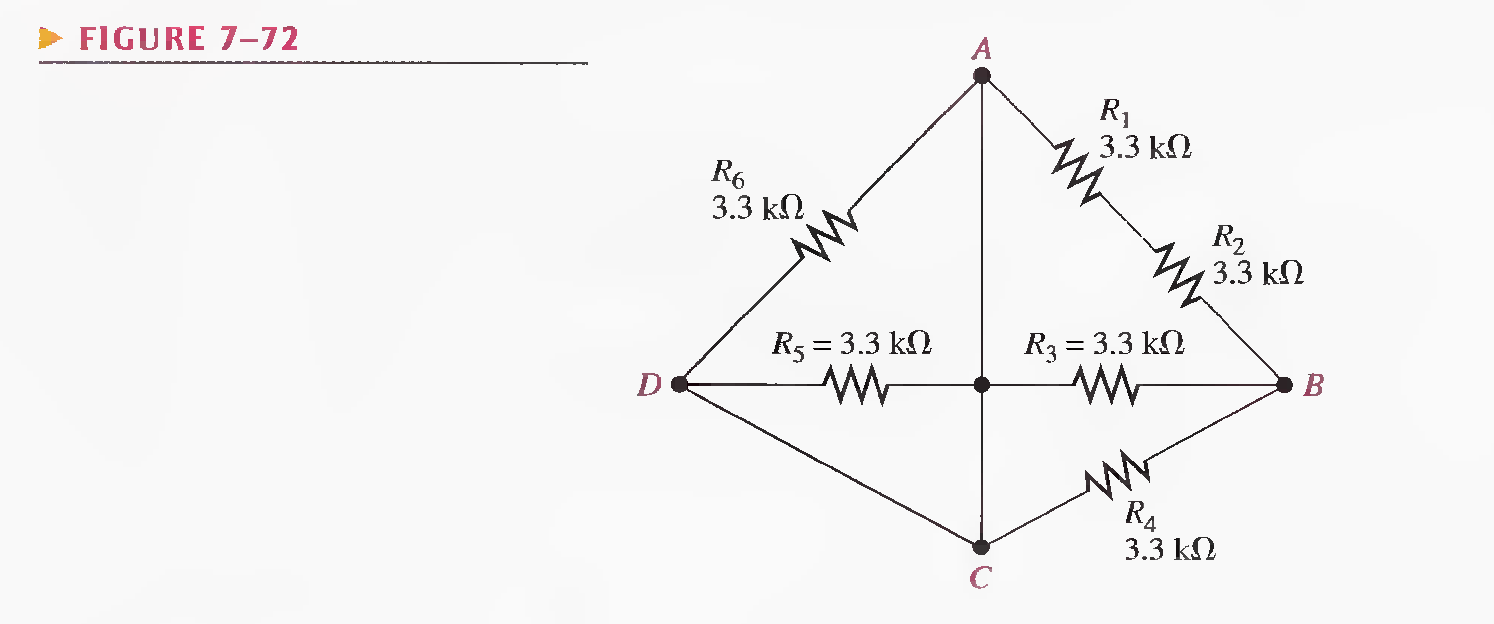 FIGURE 7–72
A
R1
3.3 kΩ
R6
3.3 kΩ
R2
3.3 kΩ
R5 = 3.3 kΩ
R3 = 3.3 kΩ
D
B
R4
3.3 kΩ
C